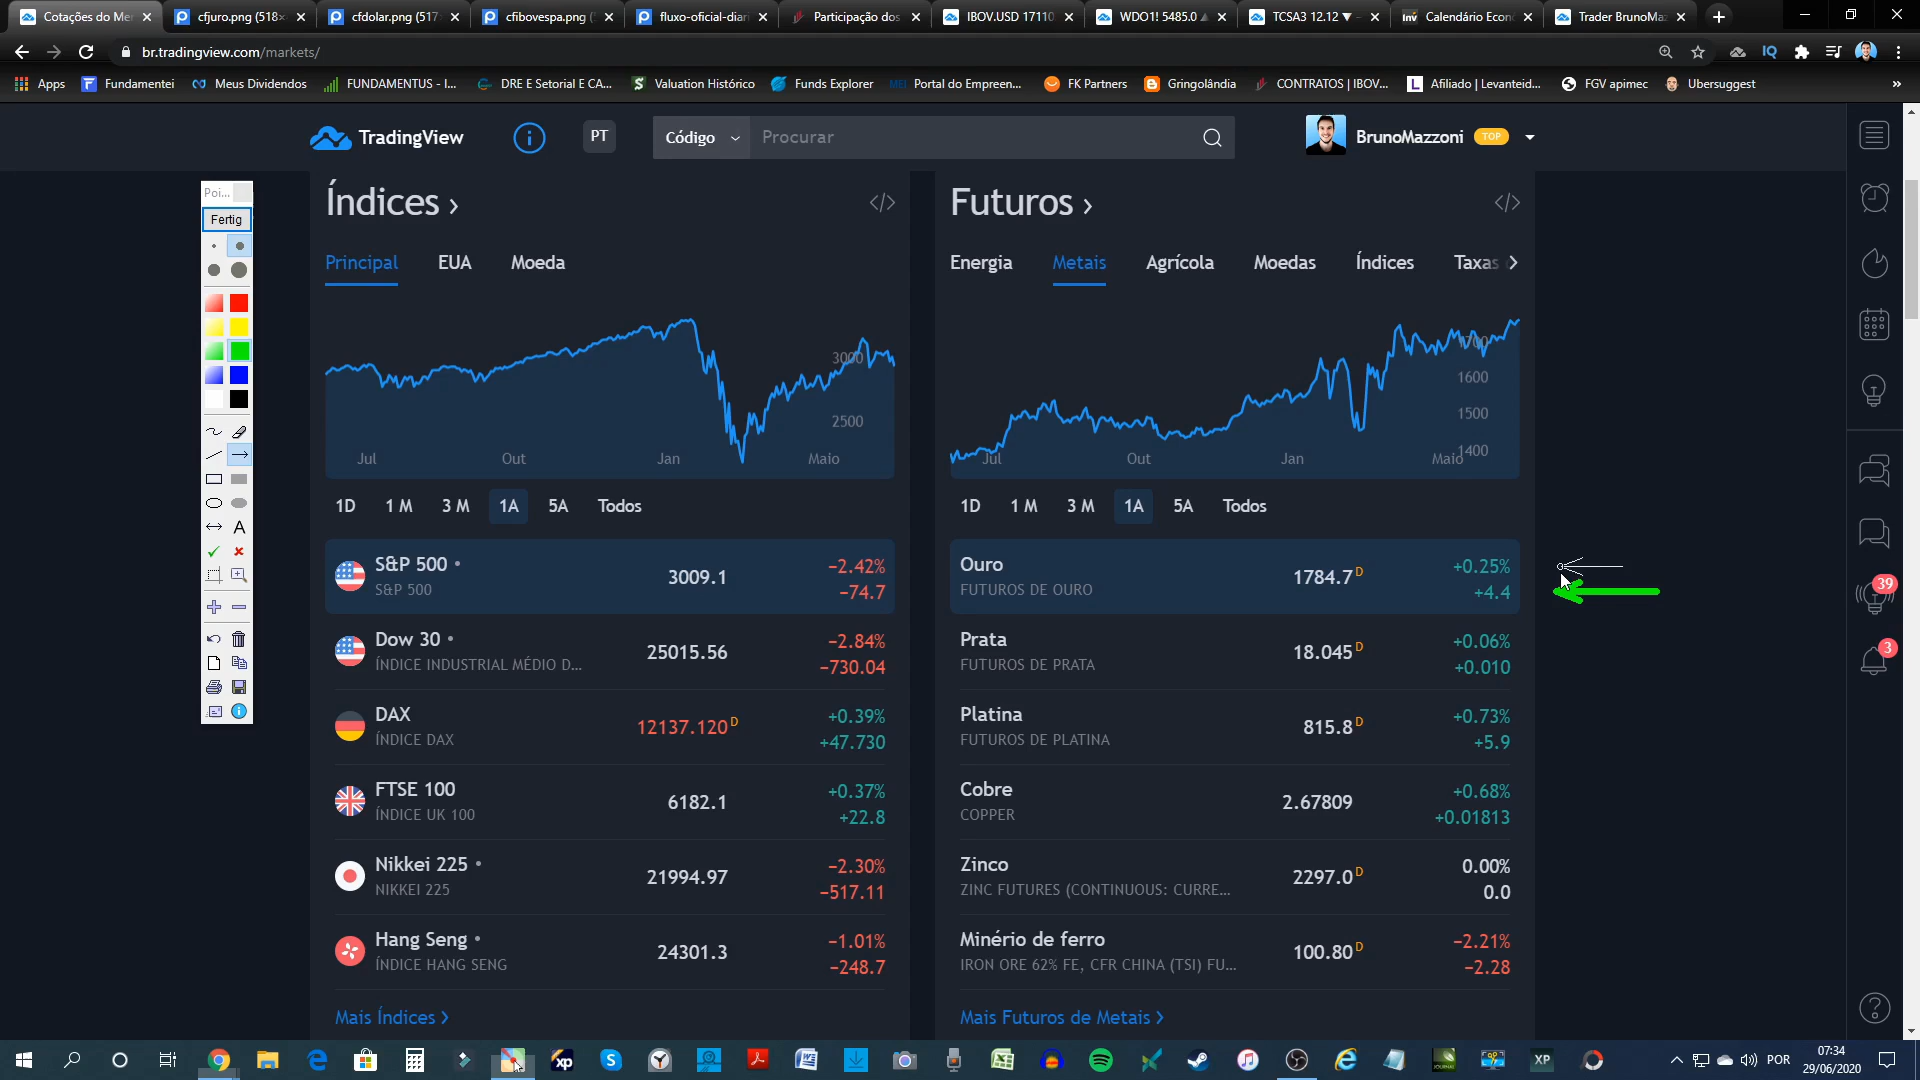 Cotações do Mer
cfjuro.png (518×
cfdolar.png (517×
cfibovespa.png (5
fluxo-oficial-diari
Participação dos
IBOV.USD 17110
WDO1! 5485.0
TCSA3 12.12 ▼
Calendário Econ
Trader BrunoMaz
br.tradingview.com/markets/
Apps
Fundamentei
Meus Dividendos
FUNDAMENTUS - I...
DRE E Setorial E CA...
Valuation Histórico
Funds Explorer
Portal do Empreen...
FK Partners
Gringolândia
CONTRATOS | IBOV...
Afiliado | Levanteid...
FGV apimec
Ubersuggest
»
TradingView
PT
Código
Procurar
BrunoMazzoni
TOP
Poi...
Fertig
A
Índices ›
Principal
EUA
Moeda
3000
2500
Jul
Out
Jan
Maio
1D
1 M
3 M
1A
5A
Todos
S&P 500 •
S&P 500
3009.1
−2.42%
−74.7
Dow 30 •
ÍNDICE INDUSTRIAL MÉDIO D...
25015.56
−2.84%
−730.04
DAX
ÍNDICE DAX
12137.120 D
+0.39%
+47.730
FTSE 100
ÍNDICE UK 100
6182.1
+0.37%
+22.8
Nikkei 225 •
NIKKEI 225
21994.97
−2.30%
−517.11
Hang Seng •
ÍNDICE HANG SENG
24301.3
−1.01%
−248.7
Mais Índices ›
Futuros ›
Energia
Metais
Agrícola
Moedas
Índices
Taxas
1700
1600
1500
1400
Jul
Out
Jan
Maio
1D
1 M
3 M
1A
5A
Todos
Ouro
FUTUROS DE OURO
1784.7 D
+0.25%
+4.4
Prata
FUTUROS DE PRATA
18.045 D
+0.06%
+0.010
Platina
FUTUROS DE PLATINA
815.8 D
+0.73%
+5.9
Cobre
COPPER
2.67809
+0.68%
+0.01813
Zinco
ZINC FUTURES (CONTINUOUS: CURRE...
2297.0 D
0.00%
0.0
Minério de ferro
IRON ORE 62% FE, CFR CHINA (TSI) FU...
100.80 D
−2.21%
−2.28
Mais Futuros de Metais ›
39
3
POR
07:34
29/06/2020